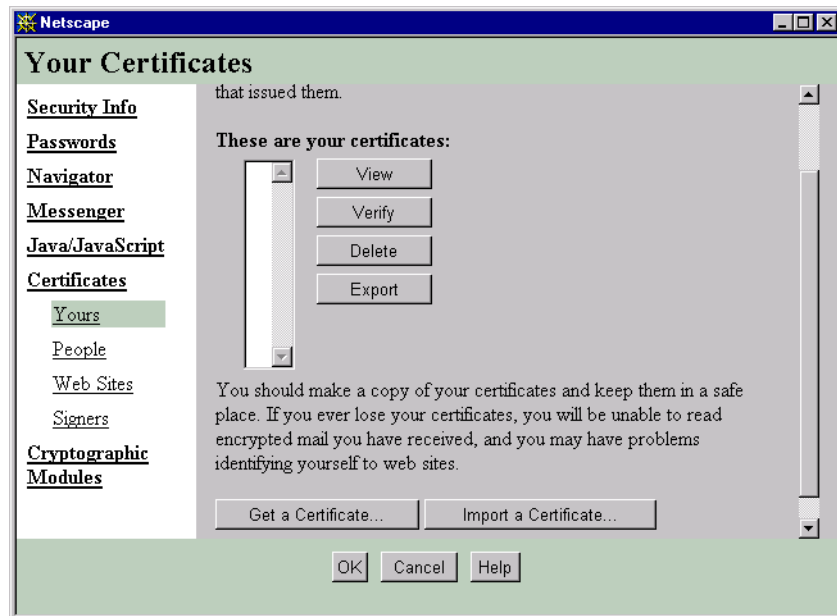 Netscape
Your Certificates
Security Info
Passwords
Navigator
Messenger
Java/JavaScript
Certificates
Yours
People
Web Sites
Signers
Cryptographic
Modules
that issued them.
These are your certificates:
View
Verify
Delete
Export
You should make a copy of your certificates and keep them in a safe
place. If you ever lose your certificates, you will be unable to read
encrypted mail you have received, and you may have problems
identifying yourself to web sites.
Get a Certificate... Import a Certificate...
OK Cancel Help